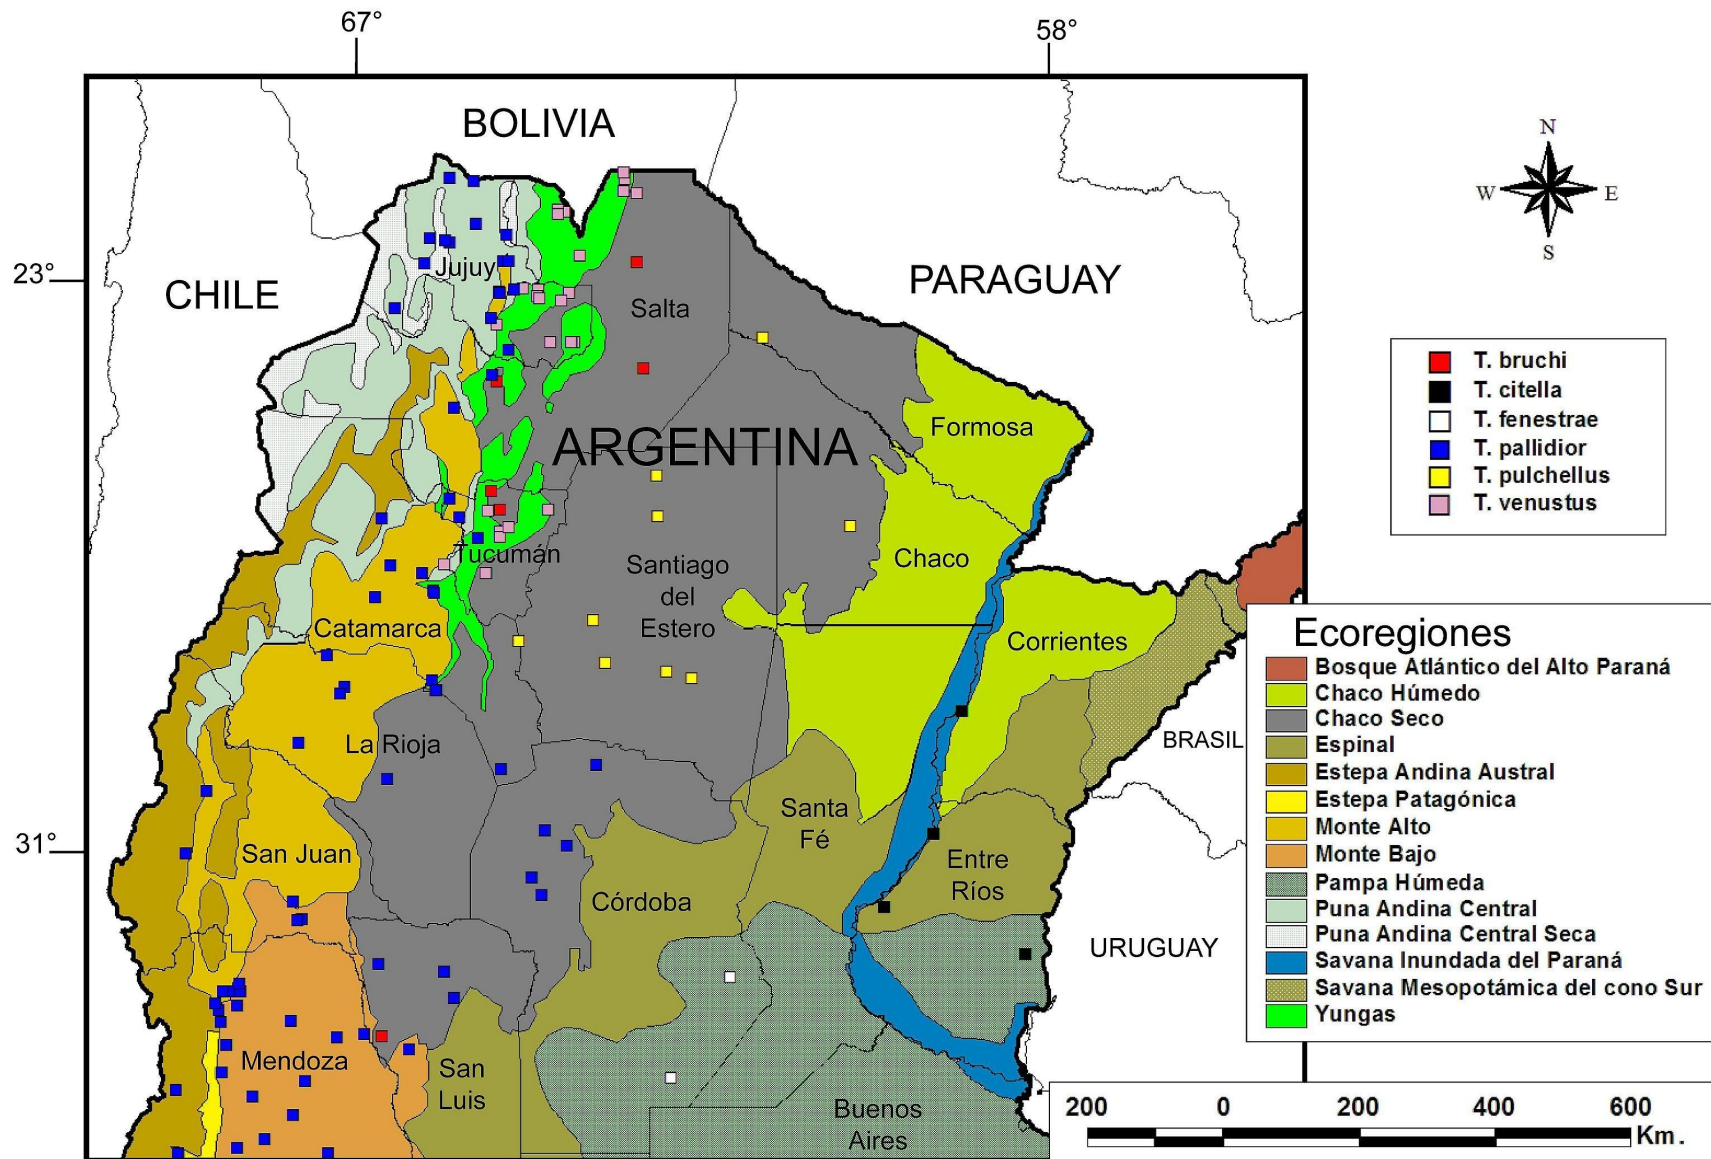 67°
58°
BOLIVIA
N
W
E
S
23°
Jujuy
CHILE
PARAGUAY
Salta
T. bruchi
T. citella
T. fenestrae
T. pallidior
T. pulchellus
T. venustus
Formosa
ARGENTINA
Tucumán
Chaco
Santiago
del
Estero
Catamarca
Corrientes
Ecoregiones
Bosque Atlántico del Alto Paraná
Chaco Húmedo
Chaco Seco
Espinal
Estepa Andina Austral
Estepa Patagónica
Monte Alto
Monte Bajo
Pampa Húmeda
Puna Andina Central
Puna Andina Central Seca
Savana Inundada del Paraná
Savana Mesopotámica del cono Sur
Yungas
La Rioja
BRASIL
Santa
Fé
31°
San Juan
Entre
Ríos
Córdoba
URUGUAY
Mendoza
San
Luis
Buenos
Aires
200 0 200 400 600
Km.